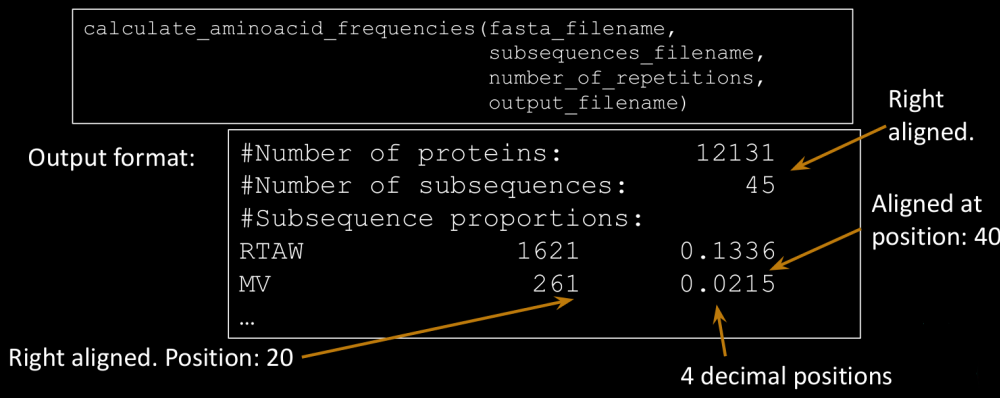 calculate_aminoacid_frequencies(fasta_filename,
subsequences_filename,
number_of_repetitions,
output_filename)
Right
aligned.
Output format:
#Number of proteins: 12131
#Number of subsequences: 45
#Subsequence proportions:
RTAW 1621 0.1336
MV 261 0.0215
…
Aligned at
position: 40
Right aligned. Position: 20
4 decimal positions